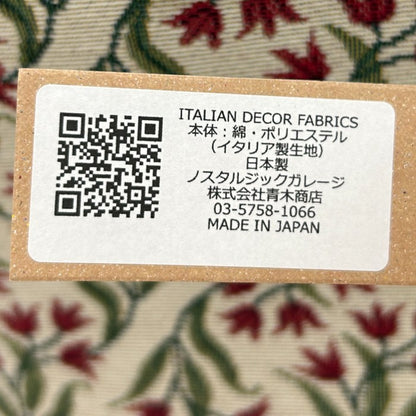 ITALIAN DECOR FABRICS
本体：綿・ポリエステル
（イタリア製生地）
日本製
ノスタルジックガレージ
株式会社青木商店
03-5758-1066
MADE IN JAPAN